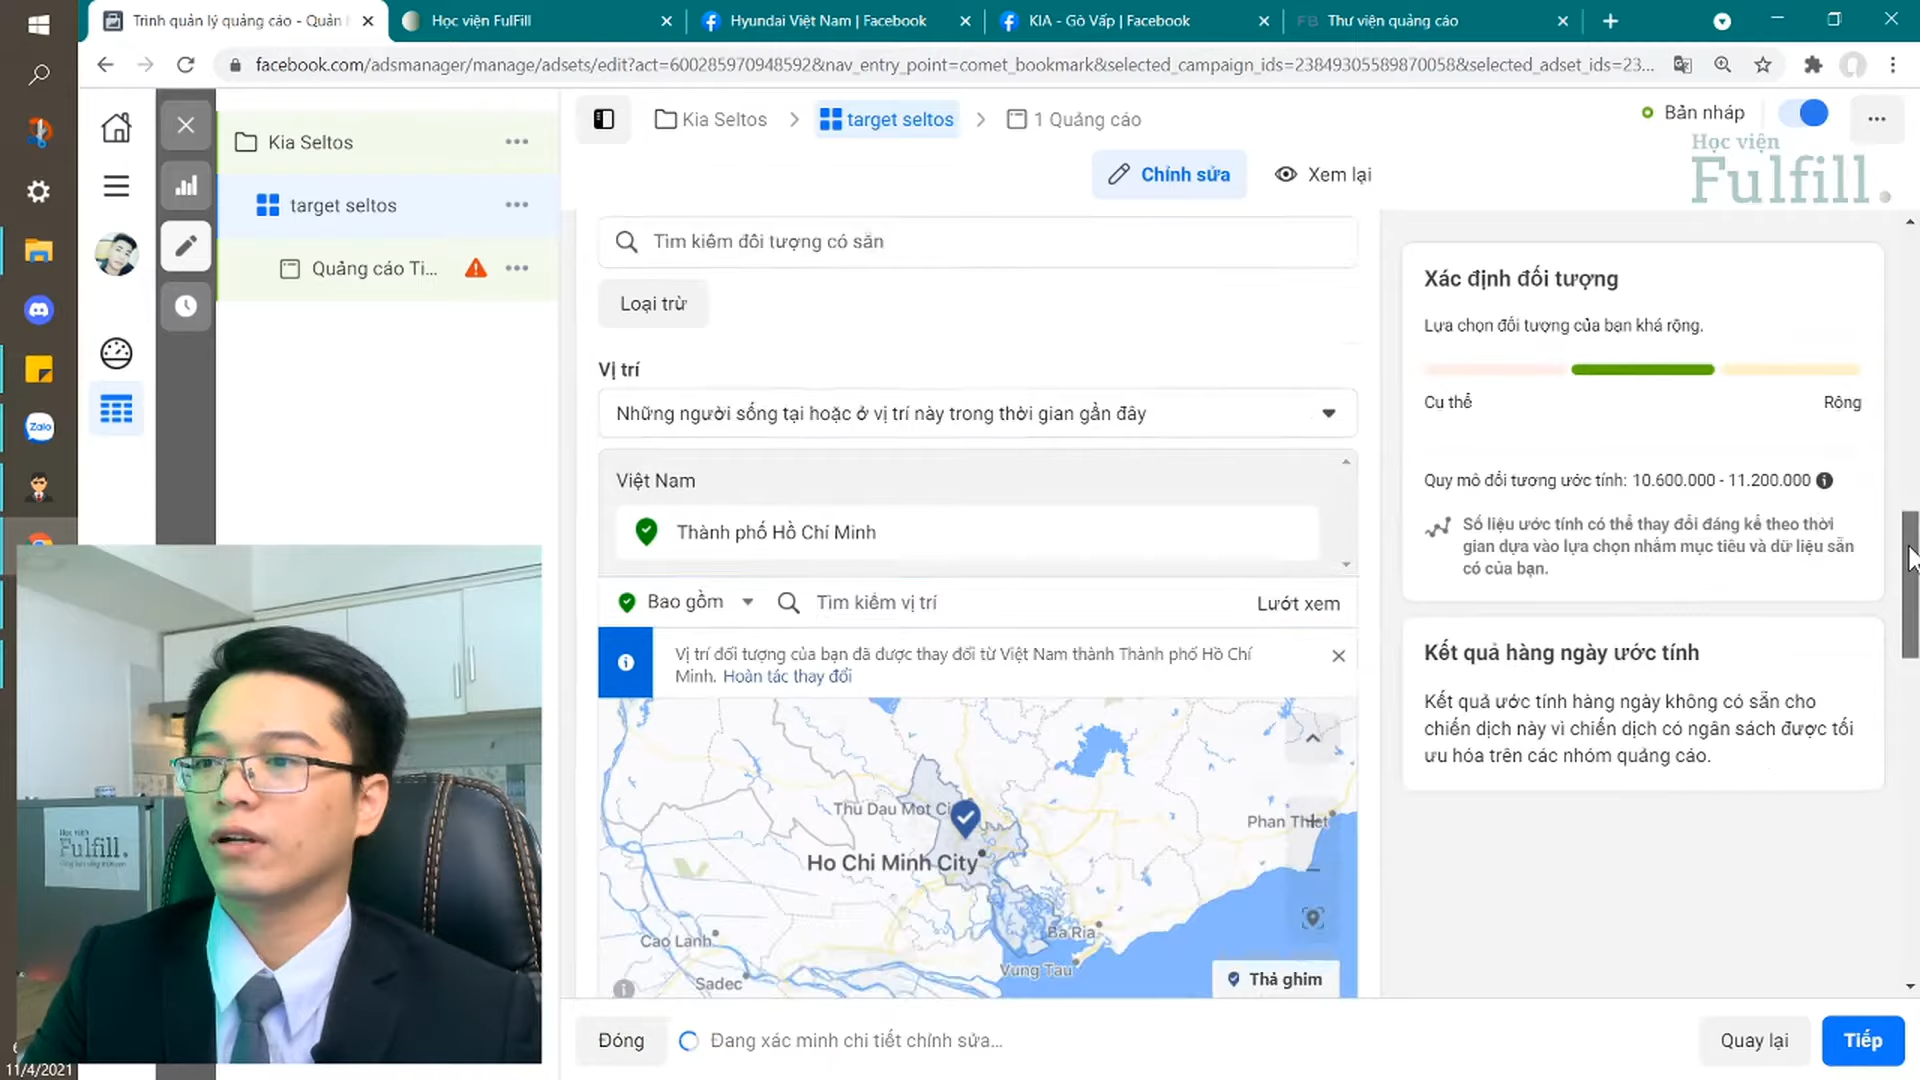 Trình quản lý quảng cáo - Quản
Học viện FulFill
Hyundai Việt Nam | Facebook
KIA - Gò Vấp | Facebook
FB Thư viện quảng cáo
facebook.com/adsmanager/manage/adsets/edit?act=600285970948592&nav_entry_point=comet_bookmark&selected_campaign_ids=23849305589870058&selected_adset_ids=23...
Kia Seltos
target seltos
1 Quảng cáo
Bản nháp
Học viện
Fulfill.
Chỉnh sửa
Xem lại
Kia Seltos
target seltos
Quảng cáo Ti...
Tìm kiếm đối tượng có sẵn
Loại trừ
Vị trí
Những người sống tại hoặc ở vị trí này trong thời gian gần đây
Việt Nam
Thành phố Hồ Chí Minh
Bao gồm
Tìm kiếm vị trí
Lướt xem
Vị trí đối tượng của bạn đã được thay đổi từ Việt Nam thành Thành phố Hồ Chí
Minh. Hoàn tác thay đổi
Thu Dau Mot Ci
Phan Thiet
Ho Chi Minh City
Cao Lanh
Ba Ria
Vung Tau
Sadec
Thả ghim
Xác định đối tượng
Lựa chọn đối tượng của bạn khá rộng.
Cụ thể
Rộng
Quy mô đối tượng ước tính: 10.600.000 - 11.200.000
Số liệu ước tính có thể thay đổi đáng kể theo thời
gian dựa vào lựa chọn nhắm mục tiêu và dữ liệu sẵn
có của bạn.
Kết quả hàng ngày ước tính
Kết quả ước tính hàng ngày không có sẵn cho
chiến dịch này vì chiến dịch có ngân sách được tối
ưu hóa trên các nhóm quảng cáo.
Đóng
Đang xác minh chi tiết chỉnh sửa...
Quay lại
Tiếp
Zalo
Học viện
Fulfill.
11/4/2021